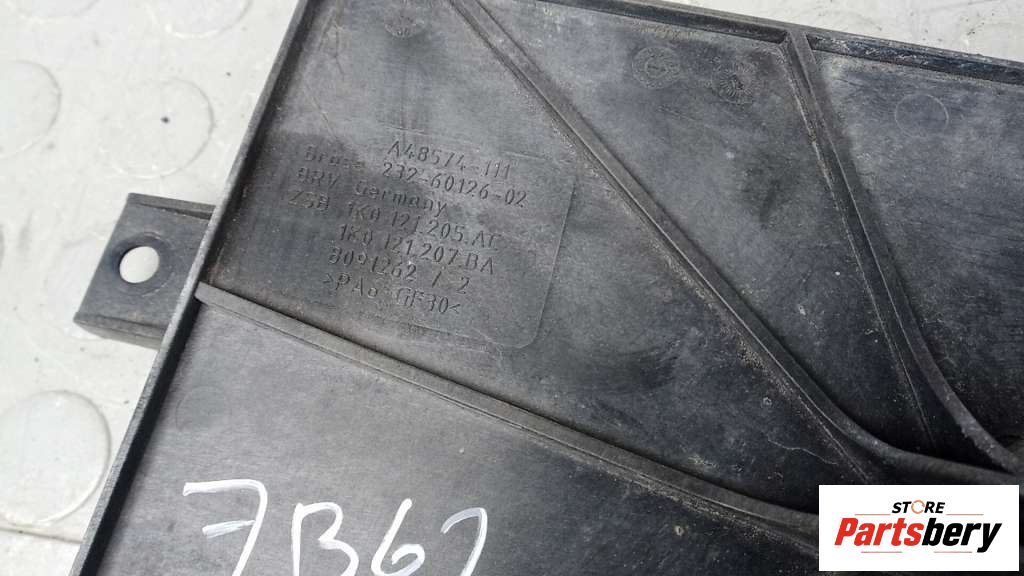 A48574-111
Brose 232-60126-02
BRV Germany
ZSB 1K0.121.205.AC
1K0.121.207.BA
8091262 / 2
>PA6 GF30<
7B62
STORE
Partsbery